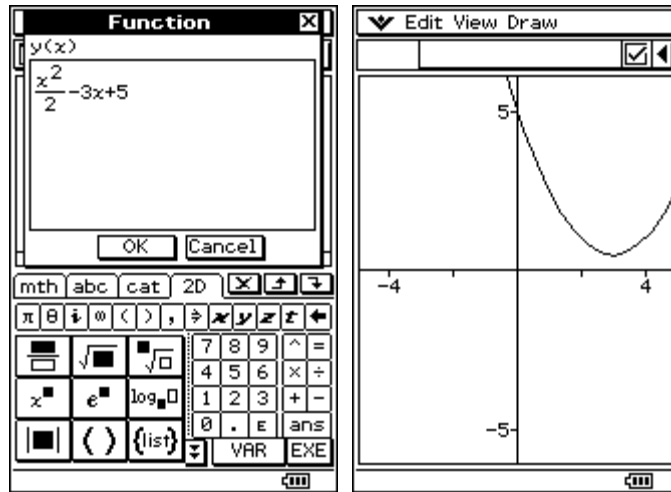 Function
y(x)
x²/2-3x+5
OK Cancel
mth abc cat 2D
π θ i ∞ ( ) , ⇒ x y z t ←
7 8 9 ^ =
√
4 5 6 × ÷
x e log
1 2 3 + -
0 . E ans
| | ( ) {list}
VAR EXE
Edit View Draw
5
-4 4
-5